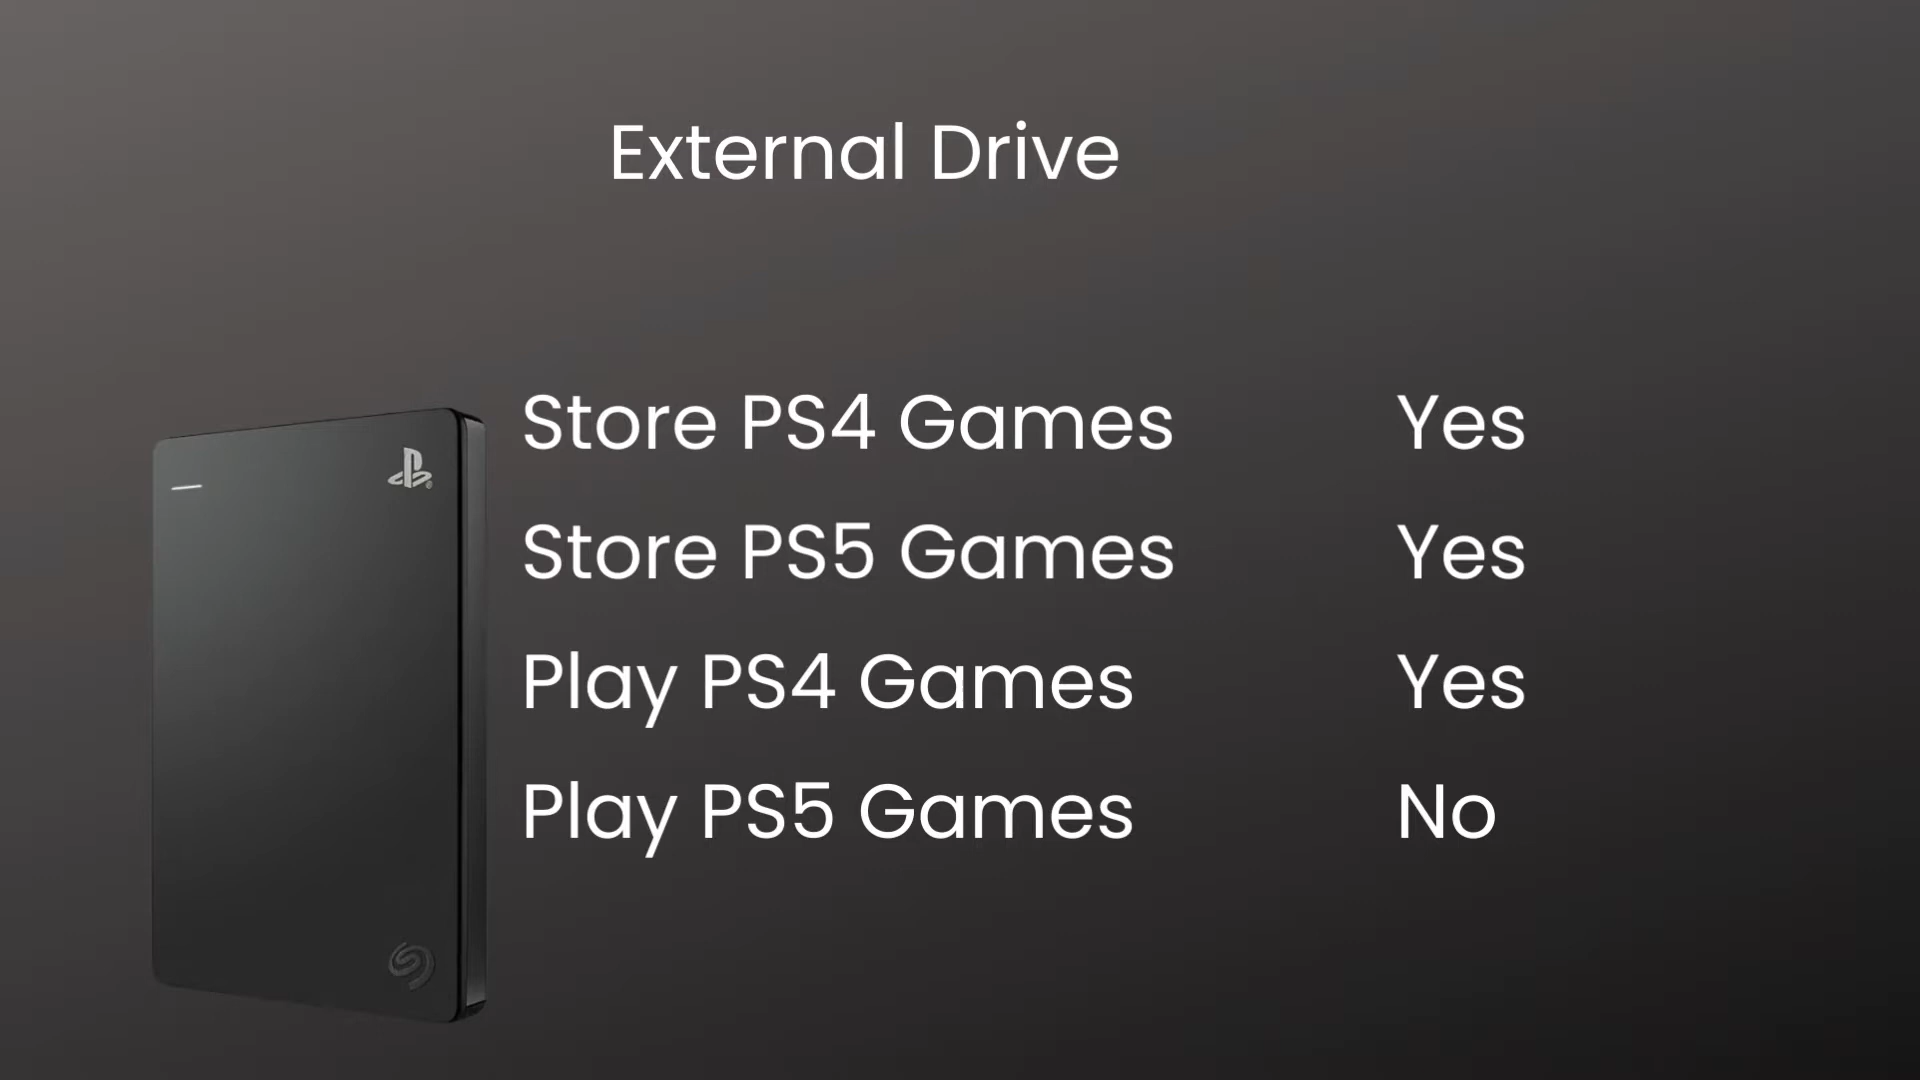 External Drive
Store PS4 Games Yes
Store PS5 Games Yes
Play PS4 Games Yes
Play PS5 Games No